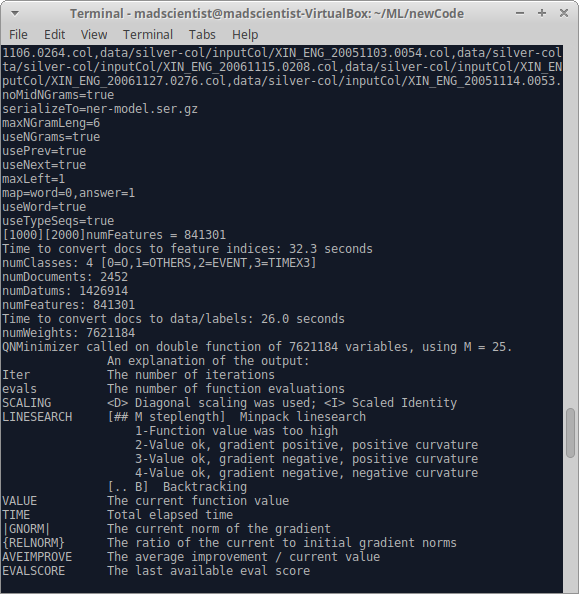 Terminal - madscientist@madscientist-VirtualBox: ~/ML/newCode
File Edit View Terminal Tabs Help
1106.0264.col,data/silver-col/inputCol/XIN_ENG_20051103.0054.col,data/silver-col
ta/silver-col/inputCol/XIN_ENG_20061115.0208.col,data/silver-col/inputCol/XIN_EN
putCol/XIN_ENG_20061127.0276.col,data/silver-col/inputCol/XIN_ENG_20051114.0053.
noMidNGrams=true
serializeTo=ner-model.ser.gz
maxNGramLeng=6
useNGrams=true
usePrev=true
useNext=true
maxLeft=1
map=word=0,answer=1
useWord=true
useTypeSeqs=true
[1000][2000]numFeatures = 841301
Time to convert docs to feature indices: 32.3 seconds
numClasses: 4 [0=O,1=OTHERS,2=EVENT,3=TIMEX3]
numDocuments: 2452
numDatums: 1426914
numFeatures: 841301
Time to convert docs to data/labels: 26.0 seconds
numWeights: 7621184
QNMinimizer called on double function of 7621184 variables, using M = 25.
An explanation of the output:
Iter The number of iterations
evals The number of function evaluations
SCALING <D> Diagonal scaling was used; <I> Scaled Identity
LINESEARCH [## M steplength] Minpack linesearch
1-Function value was too high
2-Value ok, gradient positive, positive curvature
3-Value ok, gradient negative, positive curvature
4-Value ok, gradient negative, negative curvature
[.. B] Backtracking
VALUE The current function value
TIME Total elapsed time
|GNORM| The current norm of the gradient
{RELNORM} The ratio of the current to initial gradient norms
AVEIMPROVE The average improvement / current value
EVALSCORE The last available eval score